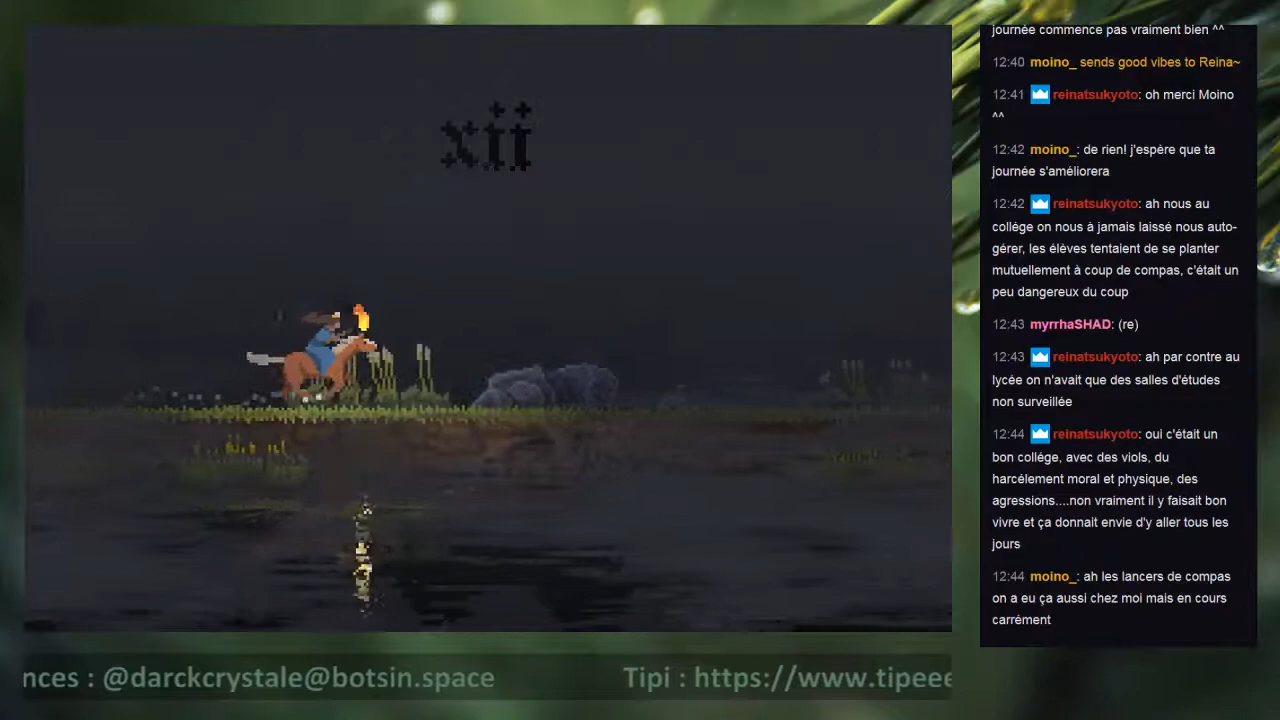 xii
journée commence pas vraiment bien ^^
12:40 moino_ sends good vibes to Reina~
12:41 reinatsukyoto: oh merci Moino
^^
12:42 moino_: de rien! j'espère que ta
journée s'améliorera
12:42 reinatsukyoto: ah nous au
collége on nous à jamais laissé nous auto-
gérer, les élèves tentaient de se planter
mutuellement à coup de compas, c'était un
peu dangereux du coup
12:43 myrrhaSHAD: (re)
12:43 reinatsukyoto: ah par contre au
lycée on n'avait que des salles d'études
non surveillée
12:44 reinatsukyoto: oui c'était un
bon collége, avec des viols, du
harcélement moral et physique, des
agressions....non vraiment il y faisait bon
vivre et ça donnait envie d'y aller tous les
jours
12:44 moino_: ah les lancers de compas
on a eu ça aussi chez moi mais en cours
carrément
nces : @darckcrystale@botsin.space Tipi : https://www.tipeee